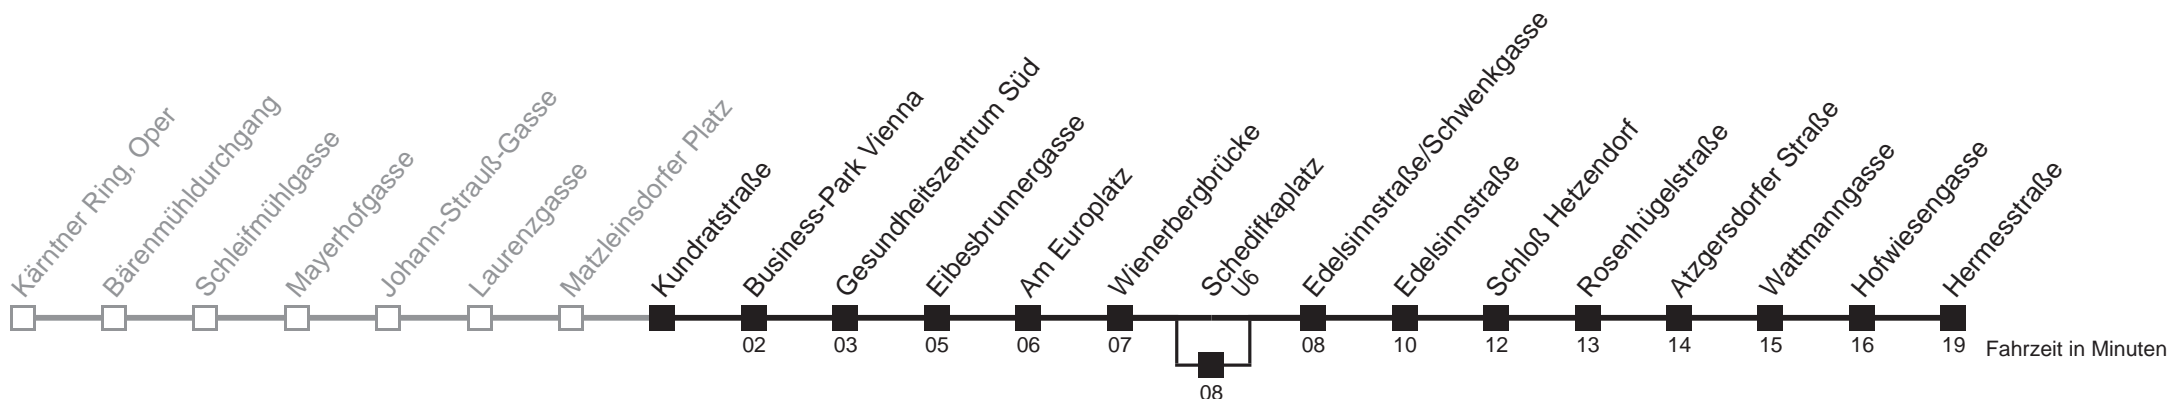 Kärntner Ring, Oper
Bärenmühldurchgang
Schleifmühlgasse
Mayerhofgasse
Johann-Strauß-Gasse
Laurenzgasse
Matzleinsdorfer Platz
Kundratstraße
Business-Park Vienna
Gesundheitszentrum Süd
Eibesbrunnergasse
Am Europlatz
Wienerbergbrücke
Schedifkaplatz
U6
Edelsinnstraße/Schwenkgasse
Edelsinnstraße
Schloß Hetzendorf
Rosenhügelstraße
Atzgersdorfer Straße
Wattmanngasse
Hofwiesengasse
Hermesstraße
02 03 05 06 07 08 10 12 13 14 15 16 19 Fahrzeit in Minuten
08